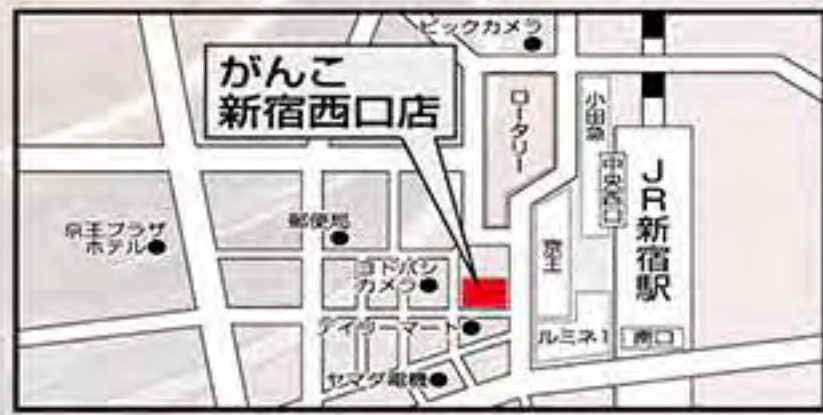 ビックカメラ
がんこ
新宿西口店
ロータリー
小田急
中央西口
JR新宿駅
京王プラザ
ホテル
郵便局
ヨドバシ
カメラ
京王
デイリーマート
ルミネ1
南口
ヤマダ電機